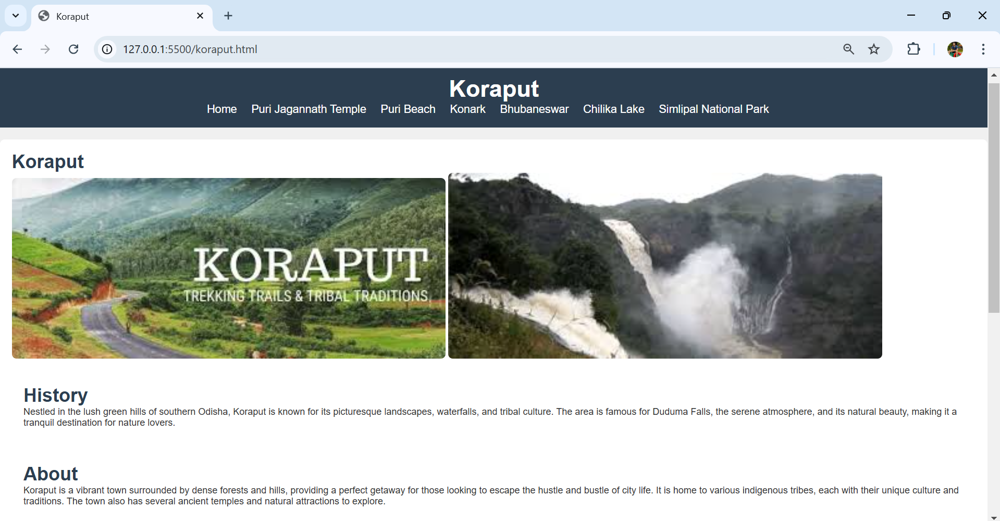 Koraput
127.0.0.1:5500/koraput.html
Koraput
Home Puri Jagannath Temple Puri Beach Konark Bhubaneswar Chilika Lake Simlipal National Park
Koraput
KORAPUT
TREKKING TRAILS & TRIBAL TRADITIONS
History
Nestled in the lush green hills of southern Odisha, Koraput is known for its picturesque landscapes, waterfalls, and tribal culture. The area is famous for Duduma Falls, the serene atmosphere, and its natural beauty, making it a
tranquil destination for nature lovers.
About
Koraput is a vibrant town surrounded by dense forests and hills, providing a perfect getaway for those looking to escape the hustle and bustle of city life. It is home to various indigenous tribes, each with their unique culture and
traditions. The town also has several ancient temples and natural attractions to explore.